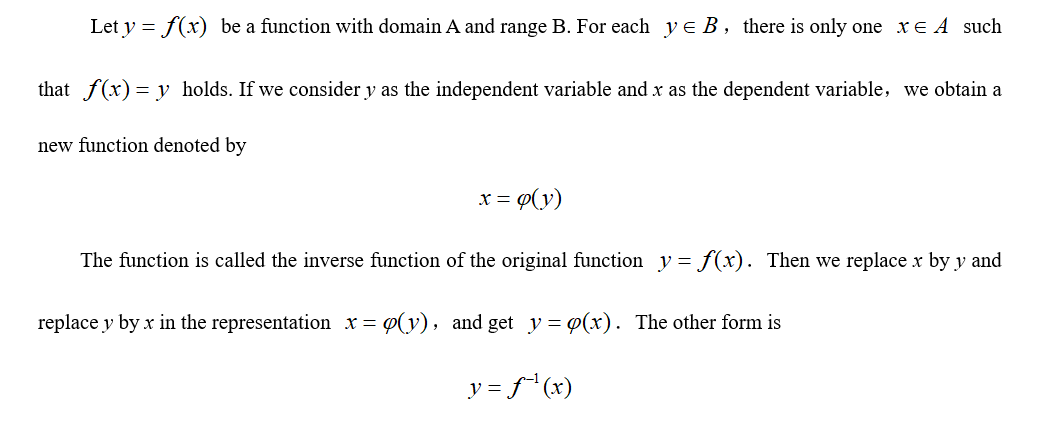 Let y = f(x) be a function with domain A and range B. For each y ∈ B， there is only one x ∈ A such
that f(x) = y holds. If we consider y as the independent variable and x as the dependent variable， we obtain a
new function denoted by
x = φ(y)
The function is called the inverse function of the original function y = f(x). Then we replace x by y and
replace y by x in the representation x = φ(y)，and get y = φ(x). The other form is
y = f⁻¹(x)